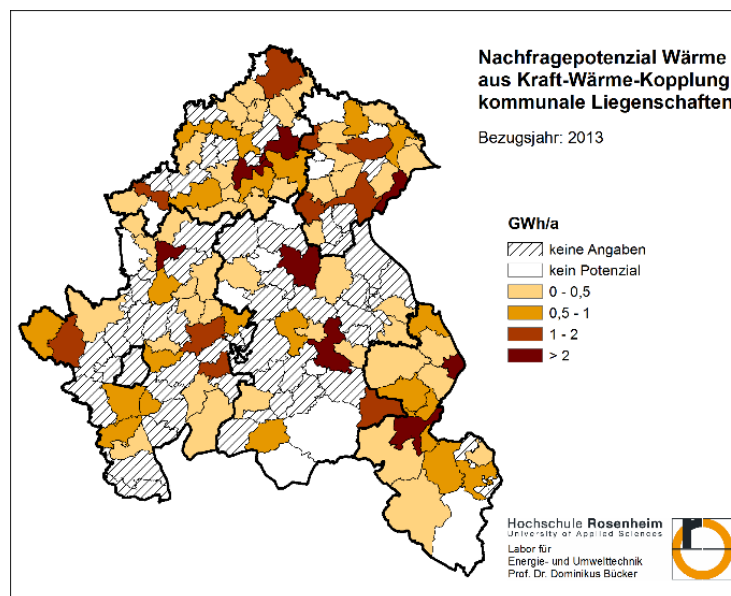 Nachfragepotenzial Wärme
aus Kraft-Wärme-Kopplung
kommunale Liegenschaften
Bezugsjahr: 2013
GWh/a
keine Angaben
kein Potenzial
0 - 0,5
0,5 - 1
1 - 2
> 2
Hochschule Rosenheim
University of Applied Sciences
Labor für
Energie- und Umwelttechnik
Prof. Dr. Dominikus Bücker
r